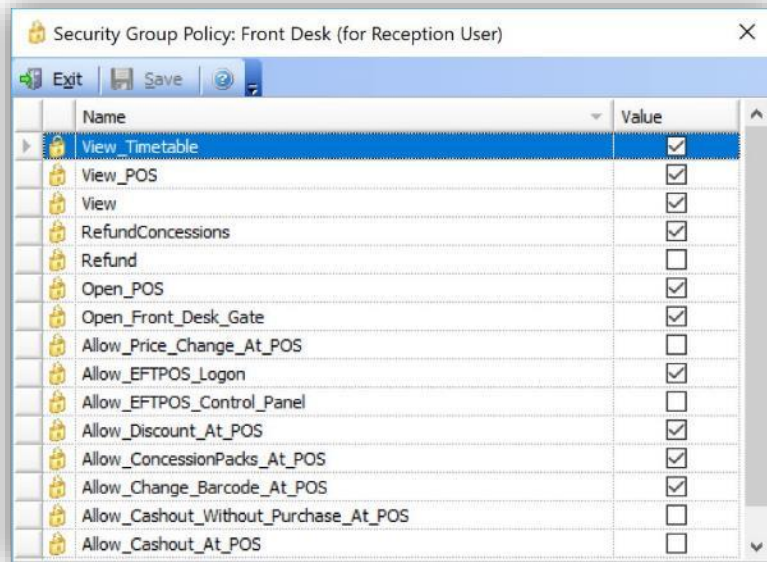 Security Group Policy: Front Desk (for Reception User)
Exit Save
Name Value
View_Timetable
View_POS
View
RefundConcessions
Refund
Open_POS
Open_Front_Desk_Gate
Allow_Price_Change_At_POS
Allow_EFTPOS_Logon
Allow_EFTPOS_Control_Panel
Allow_Discount_At_POS
Allow_ConcessionPacks_At_POS
Allow_Change_Barcode_At_POS
Allow_Cashout_Without_Purchase_At_POS
Allow_Cashout_At_POS